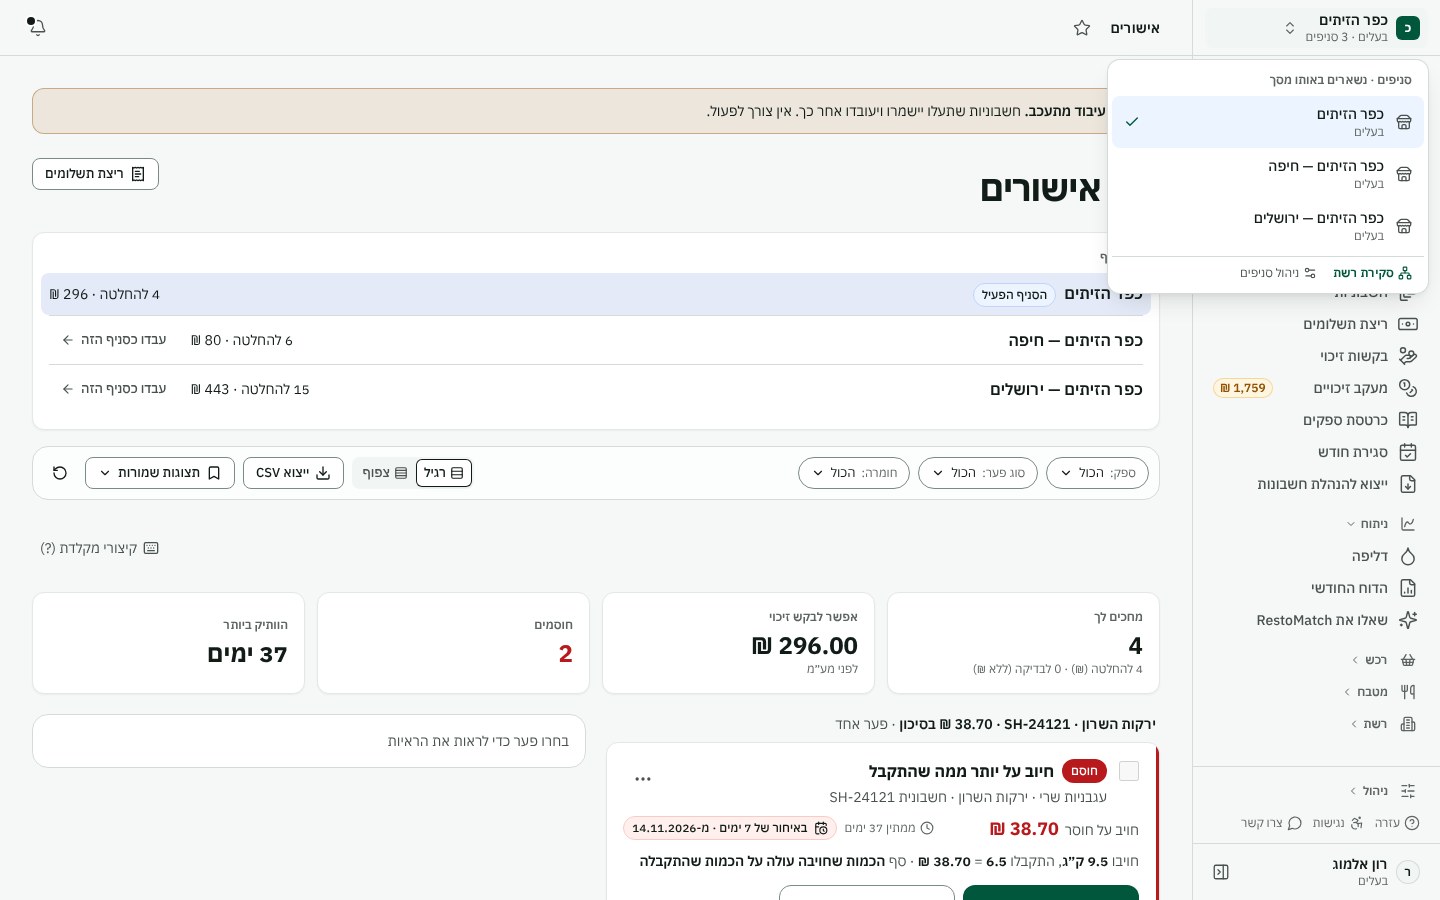 כ
כפר הזיתים
בעלים · 3 סניפים
אישורים
סניפים · נשארים באותו מסך
כפר הזיתים
בעלים
כפר הזיתים — חיפה
בעלים
כפר הזיתים — ירושלים
בעלים
סקירת רשת
ניהול סניפים
ריצת תשלומים
בקשות זיכוי
מעקב זיכויים
1,759 ₪
כרטסת ספקים
סגירת חודש
ייצוא להנהלת חשבונות
ניתוח
דליפה
הדוח החודשי
שאלו את RestoMatch
רכש
מטבח
רשת
ניהול
עזרה
נגישות
צרו קשר
ר
רון אלמוג
בעלים
עיבוד מתעכב. חשבוניות שתעלו יישמרו ויעובדו אחר כך. אין צורך לפעול.
אישורים
ריצת תשלומים
כפר הזיתים
הסניף הפעיל
4 להחלטה · 296 ₪
כפר הזיתים — חיפה
6 להחלטה · 80 ₪
עבדו כסניף הזה
כפר הזיתים — ירושלים
15 להחלטה · 443 ₪
עבדו כסניף הזה
ספק: הכול
סוג פער: הכול
חומרה: הכול
רגיל
צפוף
ייצוא CSV
תצוגות שמורות
קיצורי מקלדת (?)
מחכים לך
4
4 להחלטה (₪) · 0 לבדיקה (ללא ₪)
אפשר לבקש זיכוי
296.00 ₪
לפני מע״מ
חוסמים
2
הוותיק ביותר
37 ימים
ירקות השרון · SH-24121 · 38.70 ₪ בסיכון · פער אחד
חוסם
חיוב על יותר ממה שהתקבל
עגבניות שרי · ירקות השרון · חשבונית SH-24121
חויב על חוסר 38.70 ₪
ממתין 37 ימים
באיחור של 7 ימים · מ-14.11.2026
חויבו 9.5 ק״ג, התקבלו 6.5 = 38.70 ₪ · סף הכמות שחויבה עולה על הכמות שהתקבלה
בחרו פער כדי לראות את הראיות